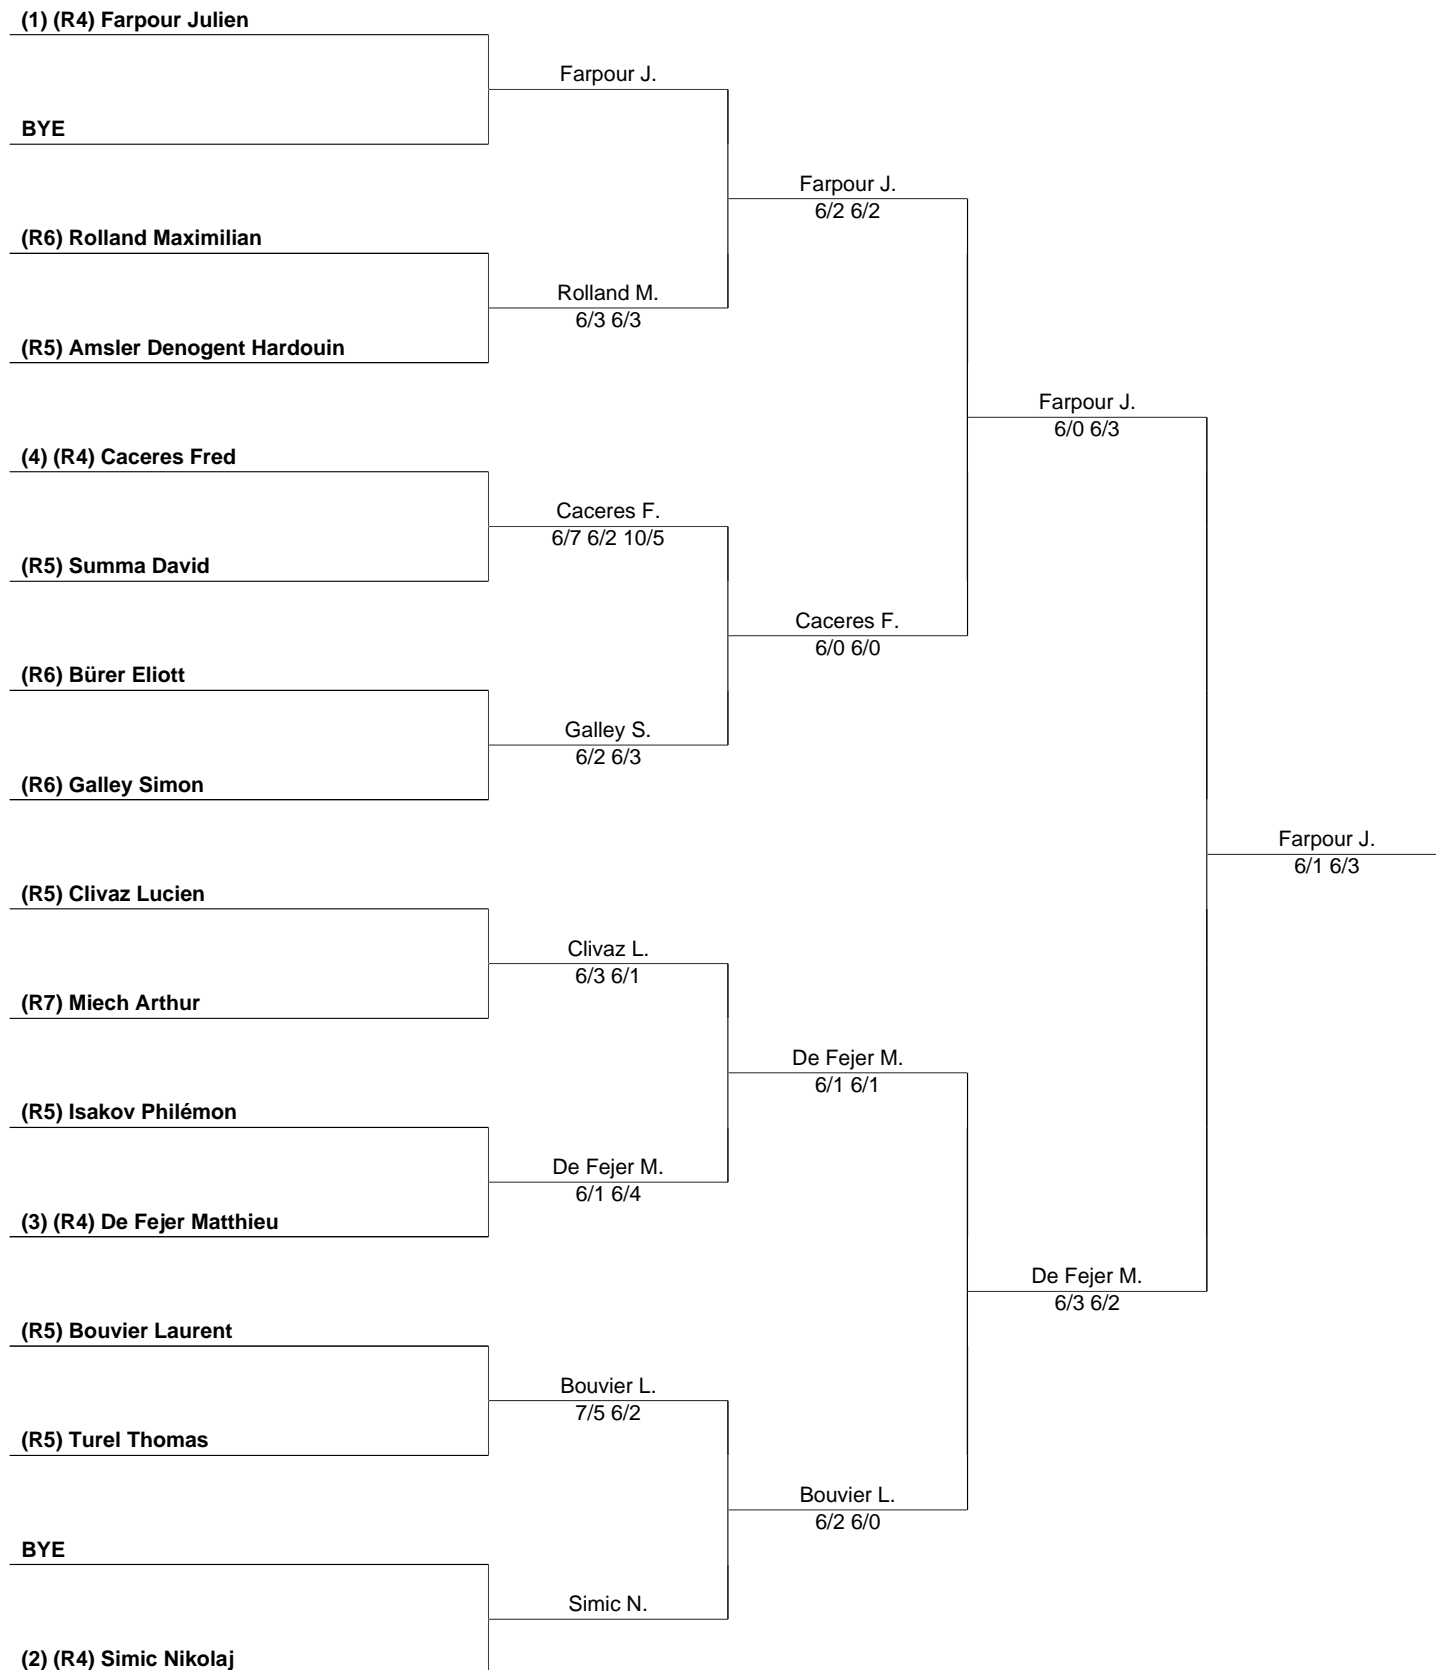 (1) (R4) Farpour Julien
Farpour J.
BYE
Farpour J.
6/2 6/2
(R6) Rolland Maximilian
Rolland M.
6/3 6/3
(R5) Amsler Denogent Hardouin
Farpour J.
6/0 6/3
(4) (R4) Caceres Fred
Caceres F.
6/7 6/2 10/5
(R5) Summa David
Caceres F.
6/0 6/0
(R6) Bürer Eliott
Galley S.
6/2 6/3
(R6) Galley Simon
Farpour J.
6/1 6/3
(R5) Clivaz Lucien
Clivaz L.
6/3 6/1
(R7) Miech Arthur
De Fejer M.
6/1 6/1
(R5) Isakov Philémon
De Fejer M.
6/1 6/4
(3) (R4) De Fejer Matthieu
De Fejer M.
6/3 6/2
(R5) Bouvier Laurent
Bouvier L.
7/5 6/2
(R5) Turel Thomas
Bouvier L.
6/2 6/0
BYE
Simic N.
(2) (R4) Simic Nikolaj